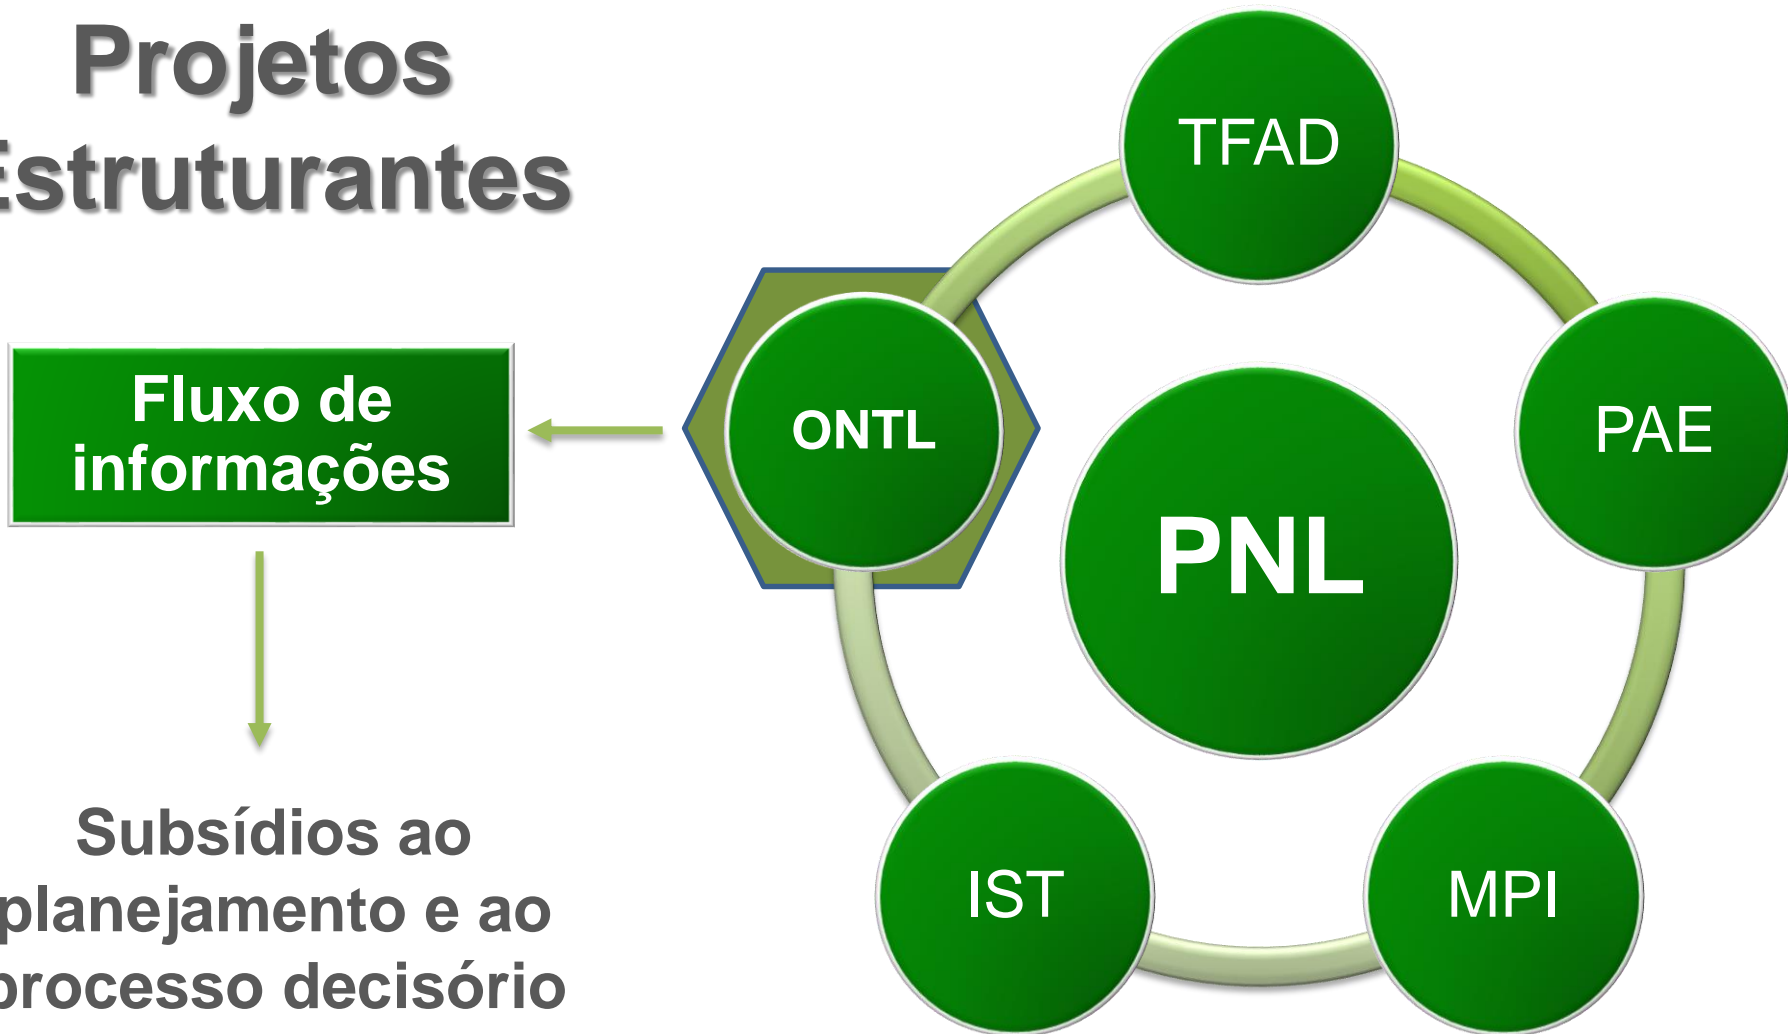 Projetos
Estruturantes
Fluxo de
informações
Subsídios ao
planejamento e ao
processo decisório
TFAD
PAE
MPI
IST
ONTL
PNL